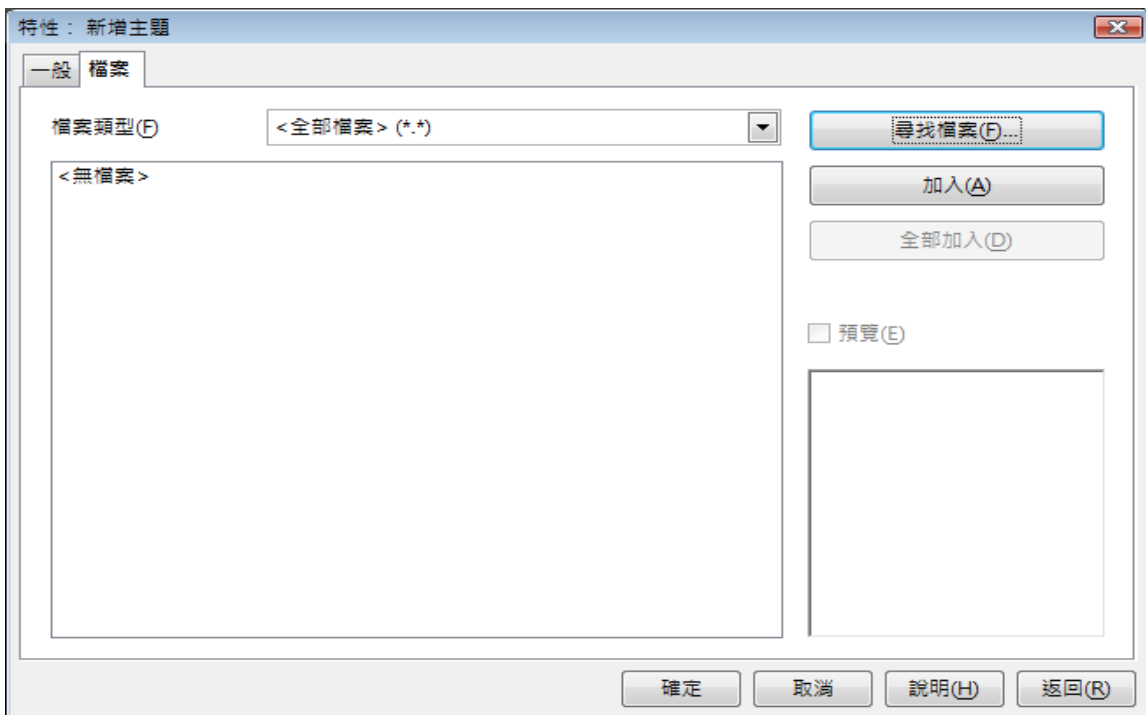 特性： 新增主題
一般 檔案
檔案類型(F) <全部檔案> (*.*) 尋找檔案(F)...
<無檔案>
加入(A)
全部加入(D)
預覽(E)
確定 取消 說明(H) 返回(R)